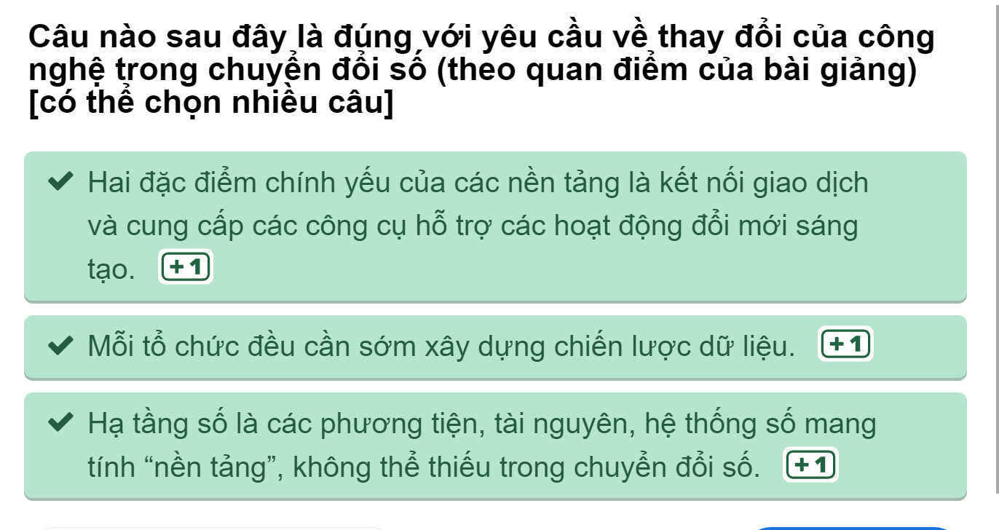 Câu nào sau đây là đúng với yêu cầu về thay đổi của công
nghệ trong chuyển đổi số (theo quan điểm của bài giảng)
[có thể chọn nhiều câu]
Hai đặc điểm chính yếu của các nền tảng là kết nối giao dịch
và cung cấp các công cụ hỗ trợ các hoạt động đổi mới sáng
tạo. +1
Mỗi tổ chức đều cần sớm xây dựng chiến lược dữ liệu. +1
Hạ tầng số là các phương tiện, tài nguyên, hệ thống số mang
tính “nền tảng”, không thể thiếu trong chuyển đổi số. +1